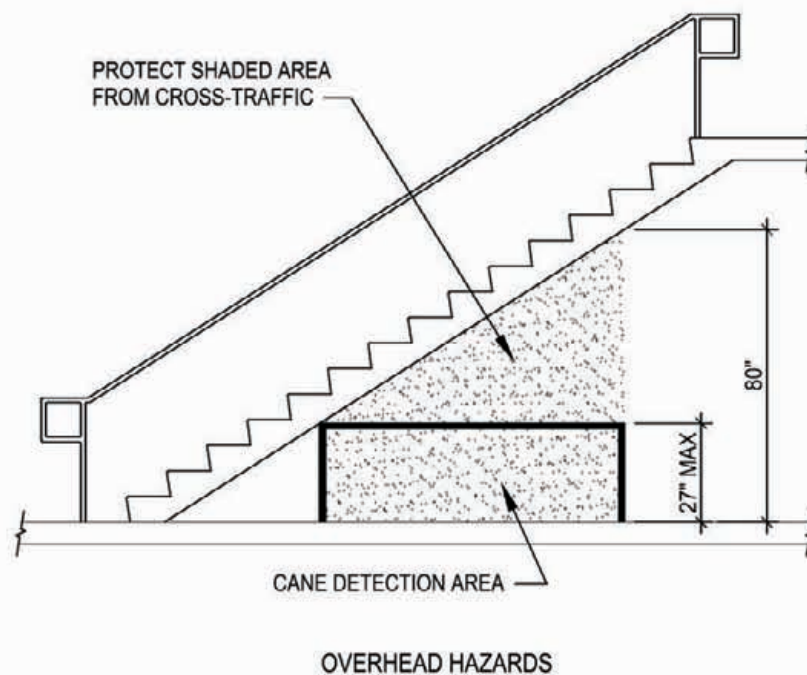 PROTECT SHADED AREA
FROM CROSS-TRAFFIC
80"
27" MAX
CANE DETECTION AREA
OVERHEAD HAZARDS